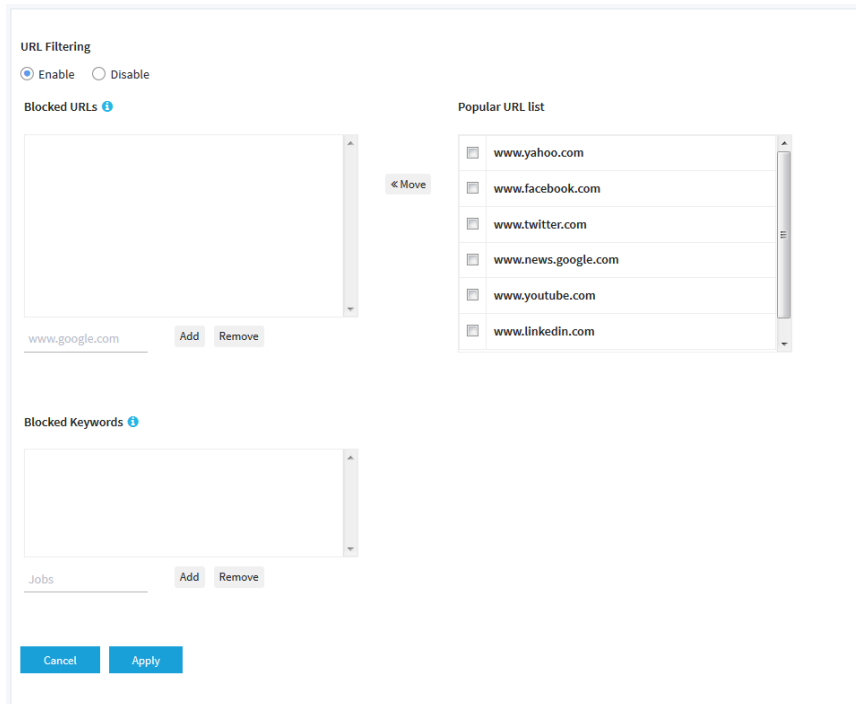 URL Filtering
Enable Disable
Blocked URLs
Popular URL list
www.yahoo.com
« Move
www.facebook.com
www.twitter.com
www.news.google.com
www.youtube.com
www.linkedin.com
www.google.com Add Remove
Blocked Keywords
Jobs Add Remove
Cancel Apply